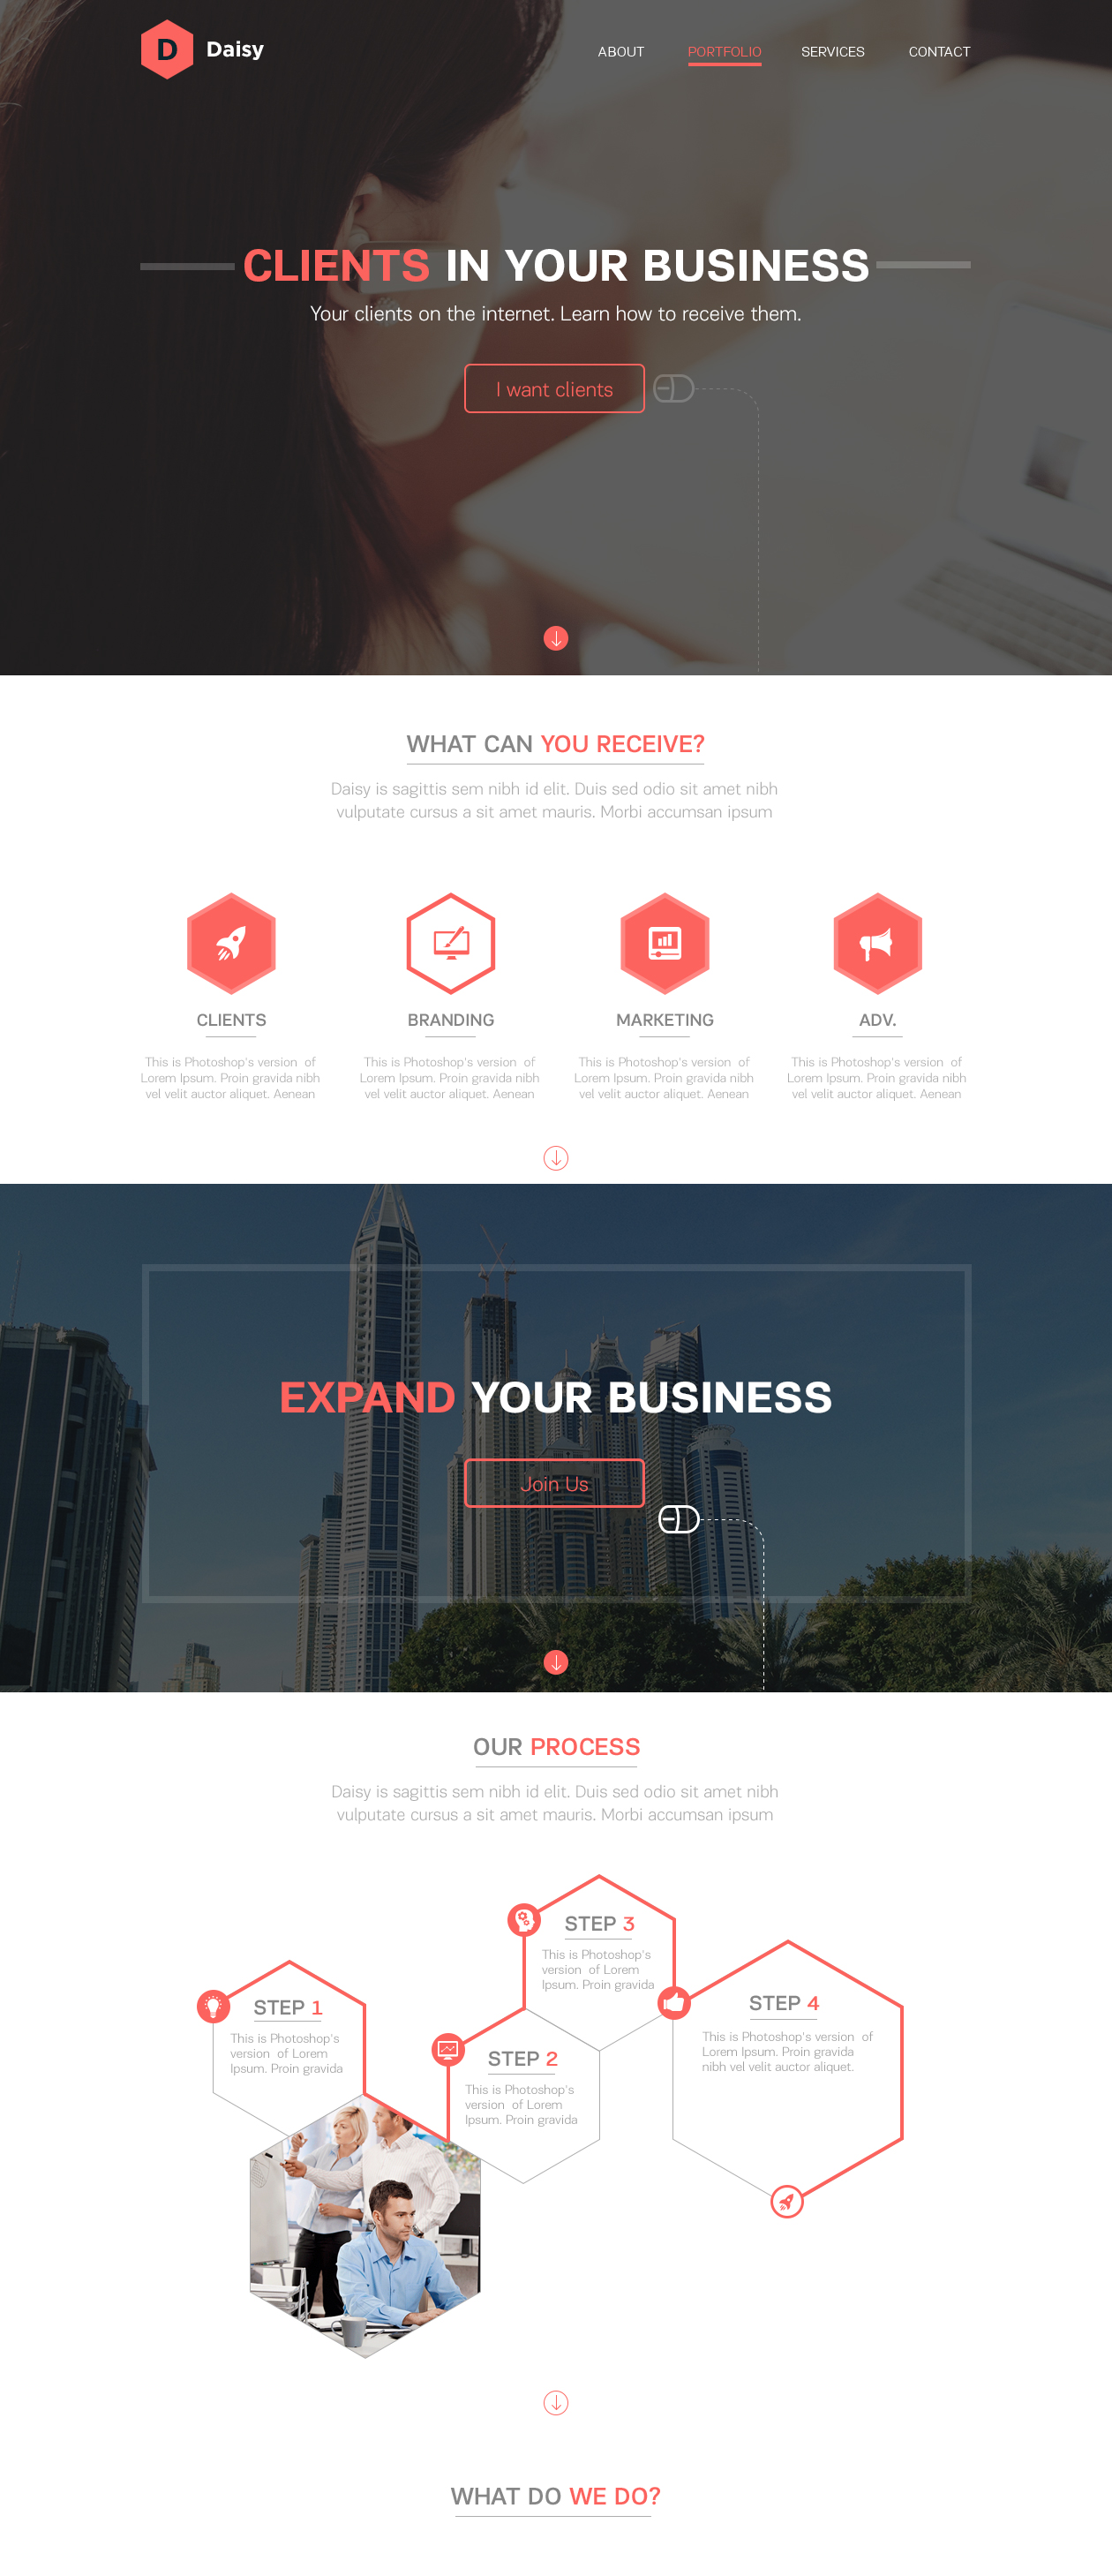 D Daisy
ABOUT PORTFOLIO SERVICES CONTACT
CLIENTS IN YOUR BUSINESS
Your clients on the internet. Learn how to receive them.
I want clients
WHAT CAN YOU RECEIVE?
Daisy is sagittis sem nibh id elit. Duis sed odio sit amet nibh
vulputate cursus a sit amet mauris. Morbi accumsan ipsum
CLIENTS
This is Photoshop's version of
Lorem Ipsum. Proin gravida nibh
vel velit auctor aliquet. Aenean
BRANDING
This is Photoshop's version of
Lorem Ipsum. Proin gravida nibh
vel velit auctor aliquet. Aenean
MARKETING
This is Photoshop's version of
Lorem Ipsum. Proin gravida nibh
vel velit auctor aliquet. Aenean
ADV.
This is Photoshop's version of
Lorem Ipsum. Proin gravida nibh
vel velit auctor aliquet. Aenean
EXPAND YOUR BUSINESS
Join Us
OUR PROCESS
Daisy is sagittis sem nibh id elit. Duis sed odio sit amet nibh
vulputate cursus a sit amet mauris. Morbi accumsan ipsum
STEP 1
This is Photoshop's
version of Lorem
Ipsum. Proin gravida
STEP 2
This is Photoshop's
version of Lorem
Ipsum. Proin gravida
STEP 3
This is Photoshop's
version of Lorem
Ipsum. Proin gravida
STEP 4
This is Photoshop's version of
Lorem Ipsum. Proin gravida
nibh vel velit auctor aliquet.
WHAT DO WE DO?